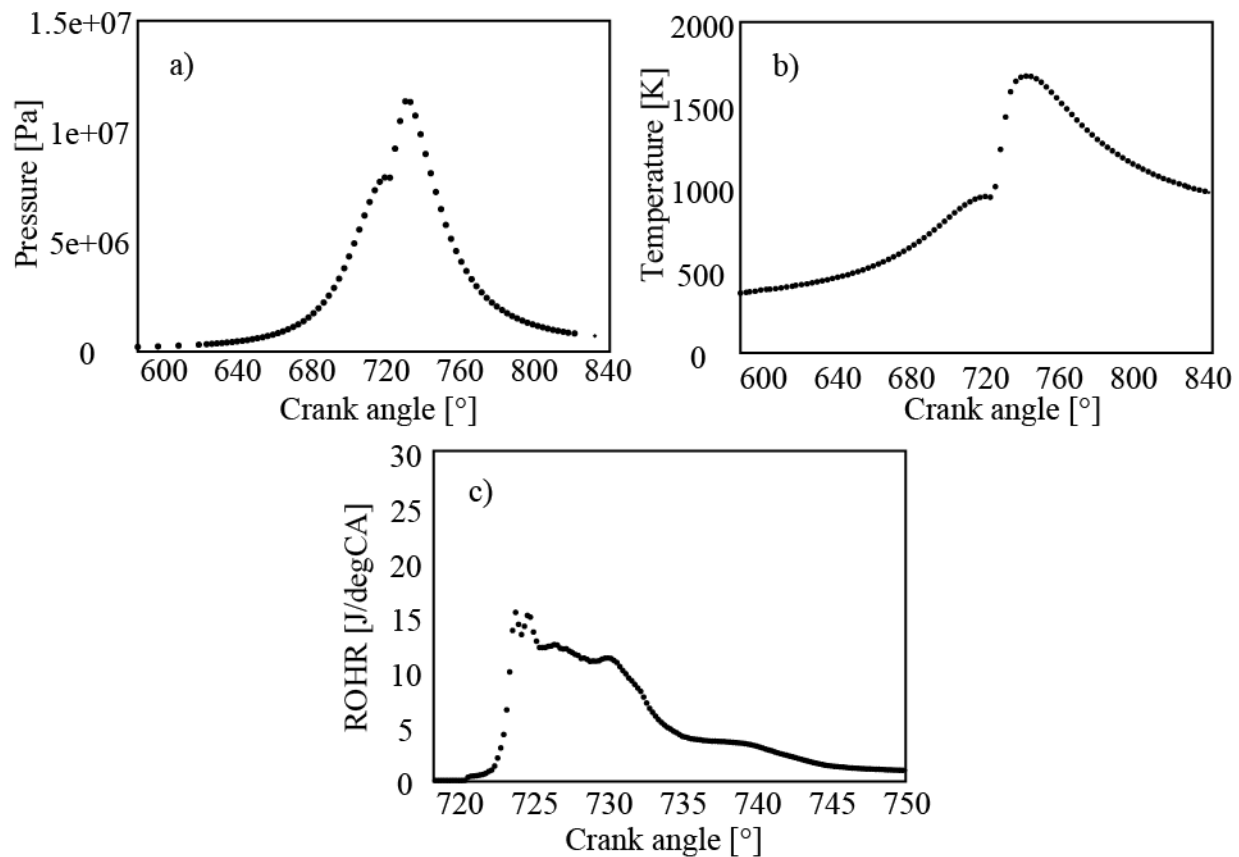 a)
Pressure [Pa]
1.5e+07
1e+07
5e+06
0
600 640 680 720 760 800 840
Crank angle [°]
b)
Temperature [K]
2000
1500
1000
500
0
600 640 680 720 760 800 840
Crank angle [°]
c)
ROHR [J/degCA]
30
25
20
15
10
5
0
720 725 730 735 740 745 750
Crank angle [°]